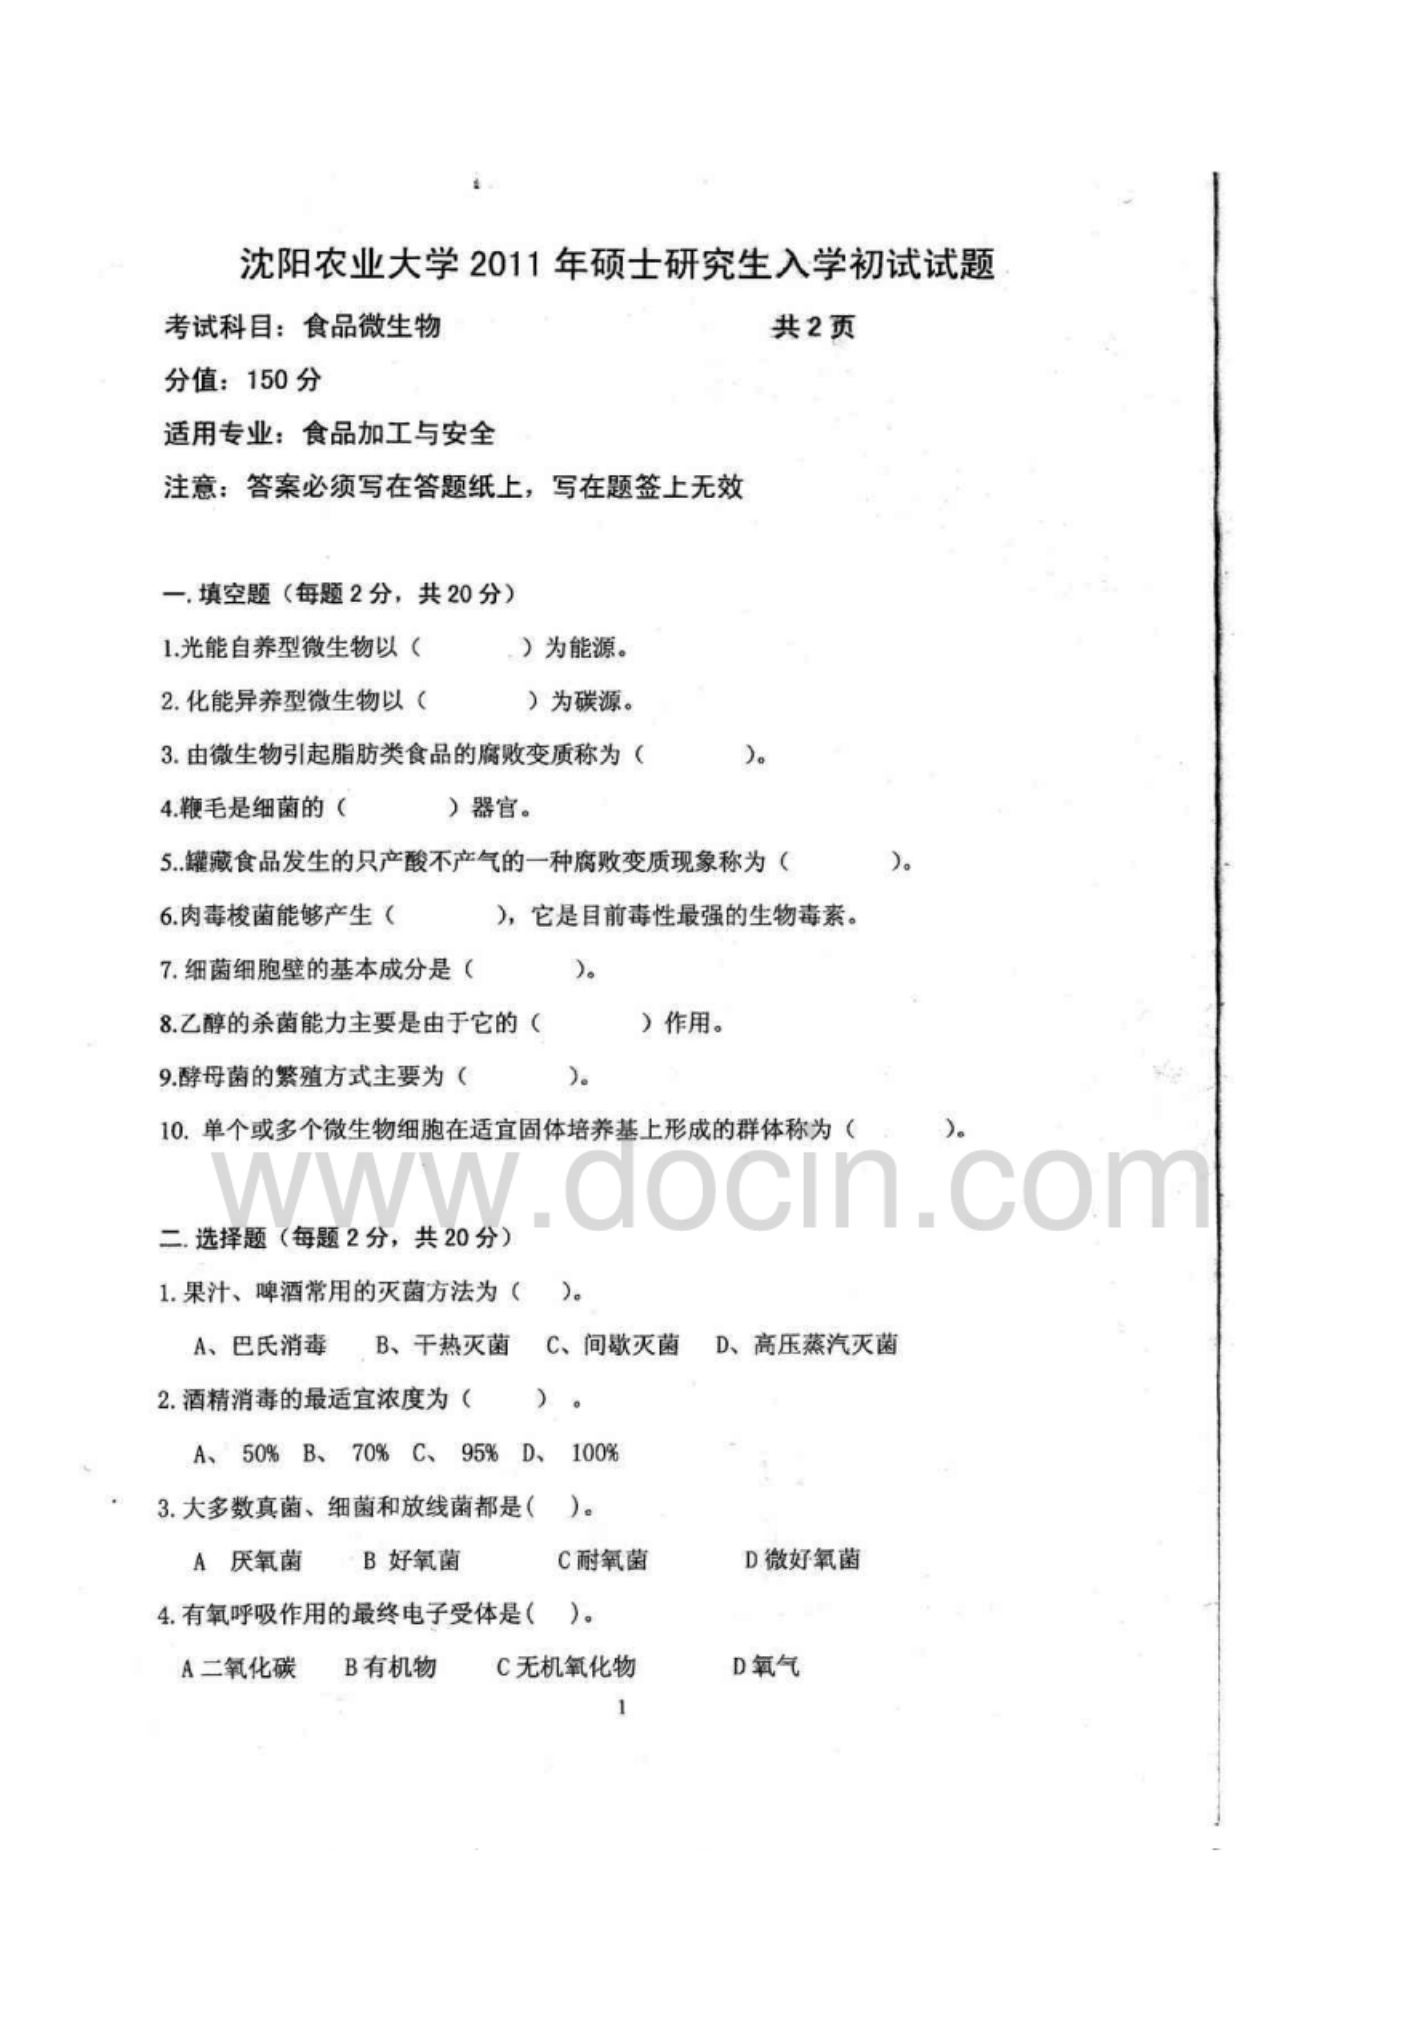 沈阳农业大学 2011 年硕士研究生入学初试试题
考试科目：食品微生物 共 2 页
分值：150 分
适用专业：食品加工与安全
注意：答案必须写在答题纸上，写在题签上无效
一. 填空题（每题 2 分，共 20 分）
1.光能自养型微生物以（ ）为能源。
2. 化能异养型微生物以（ ）为碳源。
3. 由微生物引起脂肪类食品的腐败变质称为（ ）。
4.鞭毛是细菌的（ ）器官。
5..罐藏食品发生的只产酸不产气的一种腐败变质现象称为（ ）。
6.肉毒梭菌能够产生（ ），它是目前毒性最强的生物毒素。
7. 细菌细胞壁的基本成分是（ ）。
8.乙醇的杀菌能力主要是由于它的（ ）作用。
9.酵母菌的繁殖方式主要为（ ）。
10. 单个或多个微生物细胞在适宜固体培养基上形成的群体称为（ ）。
www.docin.com
二. 选择题（每题 2 分，共 20 分）
1. 果汁、啤酒常用的灭菌方法为（ ）。
A、巴氏消毒 B、干热灭菌 C、间歇灭菌 D、高压蒸汽灭菌
2. 酒精消毒的最适宜浓度为（ ） 。
A、 50% B、 70% C、 95% D、 100%
3. 大多数真菌、细菌和放线菌都是( )。
A 厌氧菌 B 好氧菌 C 耐氧菌 D 微好氧菌
4. 有氧呼吸作用的最终电子受体是( )。
A 二氧化碳 B 有机物 C 无机氧化物 D 氧气
1